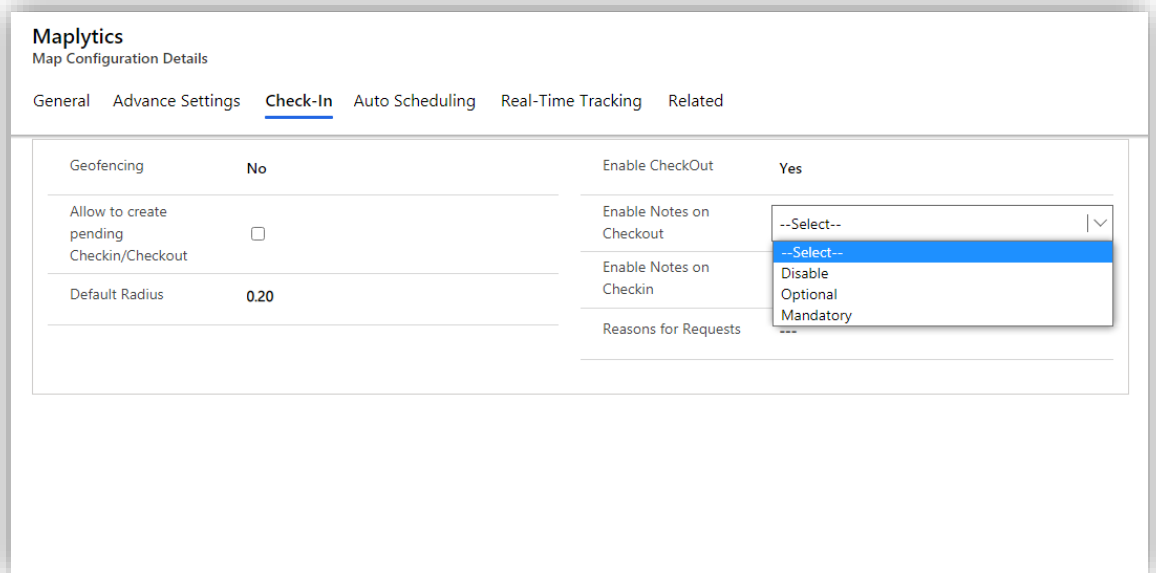 Maplytics
Map Configuration Details
General Advance Settings Check-In Auto Scheduling Real-Time Tracking Related
Geofencing No
Allow to create
pending
Checkin/Checkout
Default Radius 0.20
Enable CheckOut Yes
Enable Notes on
Checkout
--Select--
--Select--
Disable
Optional
Mandatory
Enable Notes on
Checkin
Reasons for Requests ---